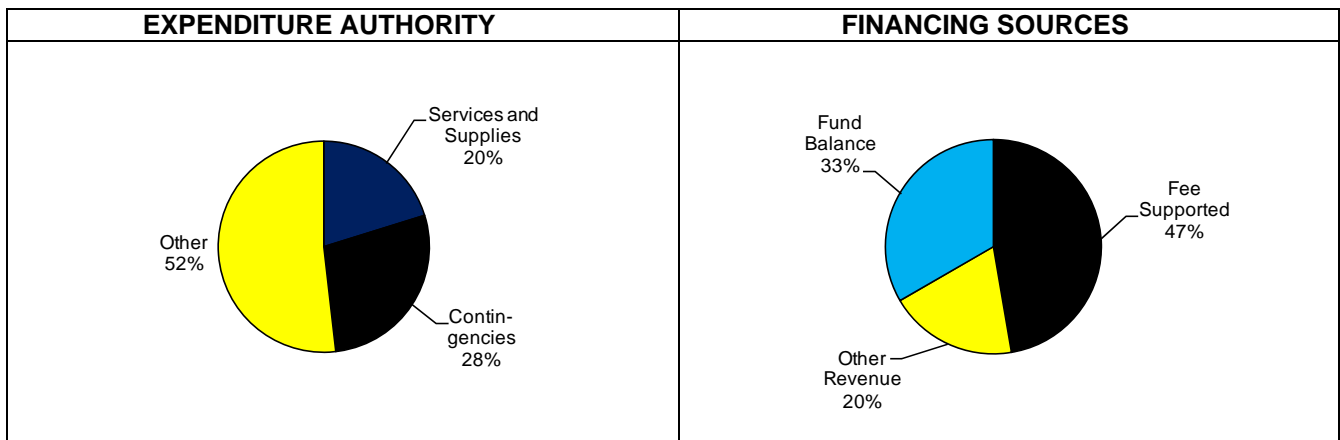 EXPENDITURE AUTHORITY
Services and
Supplies
20%
Other
52%
Contin-
gencies
28%
FINANCING SOURCES
Fund
Balance
33%
Fee
Supported
47%
Other
Revenue
20%